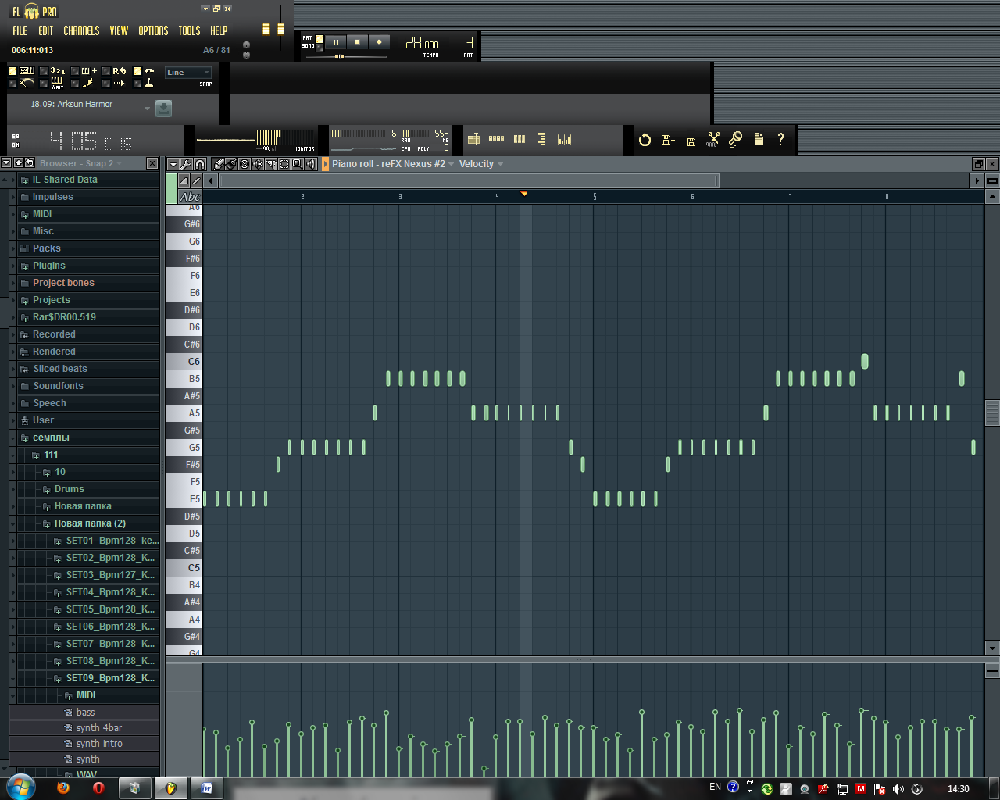 FL PRO
FILE EDIT CHANNELS VIEW OPTIONS TOOLS HELP
006:11:013 A6 / 81
PAT
SONG
128.000
TEMPO
3
PAT
321
WAIT
Line
SNAP
18.09: Arksun Harmor
4 05 0 16
MONITOR
16
RAM
CPU POLY
554
MB
0
Browser - Snap 2
Piano roll - reFX Nexus #2 Velocity
Abc
2 3 4 5 6 7 8
IL Shared Data
Impulses
MIDI
Misc
Packs
Plugins
Project bones
Projects
Rar$DR00.519
Recorded
Rendered
Sliced beats
Soundfonts
Speech
User
семплы
111
10
Drums
Новая папка
Новая папка (2)
SET01_Bpm128_ke...
SET02_Bpm128_K...
SET03_Bpm127_K...
SET04_Bpm128_K...
SET05_Bpm128_K...
SET06_Bpm128_K...
SET07_Bpm128_K...
SET08_Bpm128_K...
SET09_Bpm128_K...
MIDI
bass
synth 4bar
synth intro
synth
WAV
A6
G#6
G6
F#6
F6
E6
D#6
D6
C#6
C6
B5
A#5
A5
G#5
G5
F#5
F5
E5
D#5
D5
C#5
C5
B4
A#4
A4
G#4
G4
EN
14:30